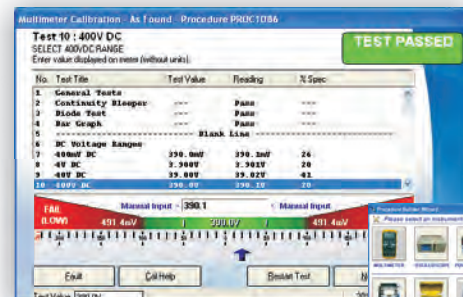 Multimeter Calibration - As Found - Procedure PROC1086
Test 10 : 400V DC
SELECT 400VDC RANGE
Enter value displayed on meter (without units).
TEST PASSED
No. Test Title Test Value Reading % Spec
1 General Tests
2 Continuity Bleeper --- Pass ---
3 Diode Test --- Pass ---
4 Bar Graph --- Pass ---
5 -------------------- Blank Line --------------------
6 DC Voltage Ranges
7 400mV DC 390.0mV 390.1mV 26
8 4V DC 3.900V 3.901V 20
9 40V DC 39.00V 39.02V 41
10 400V DC 390.0V 390.1V 20
FAIL (LOW)
Manual Input - 390.1
Manual Input
491.4mV 390.0V 491.4mV
Fault
Cal Help
Restart Test
Test Value 390.0V
Procedure Builder Wizard
Please select an instrument
MULTIMETER
OSCILLOSCOPE